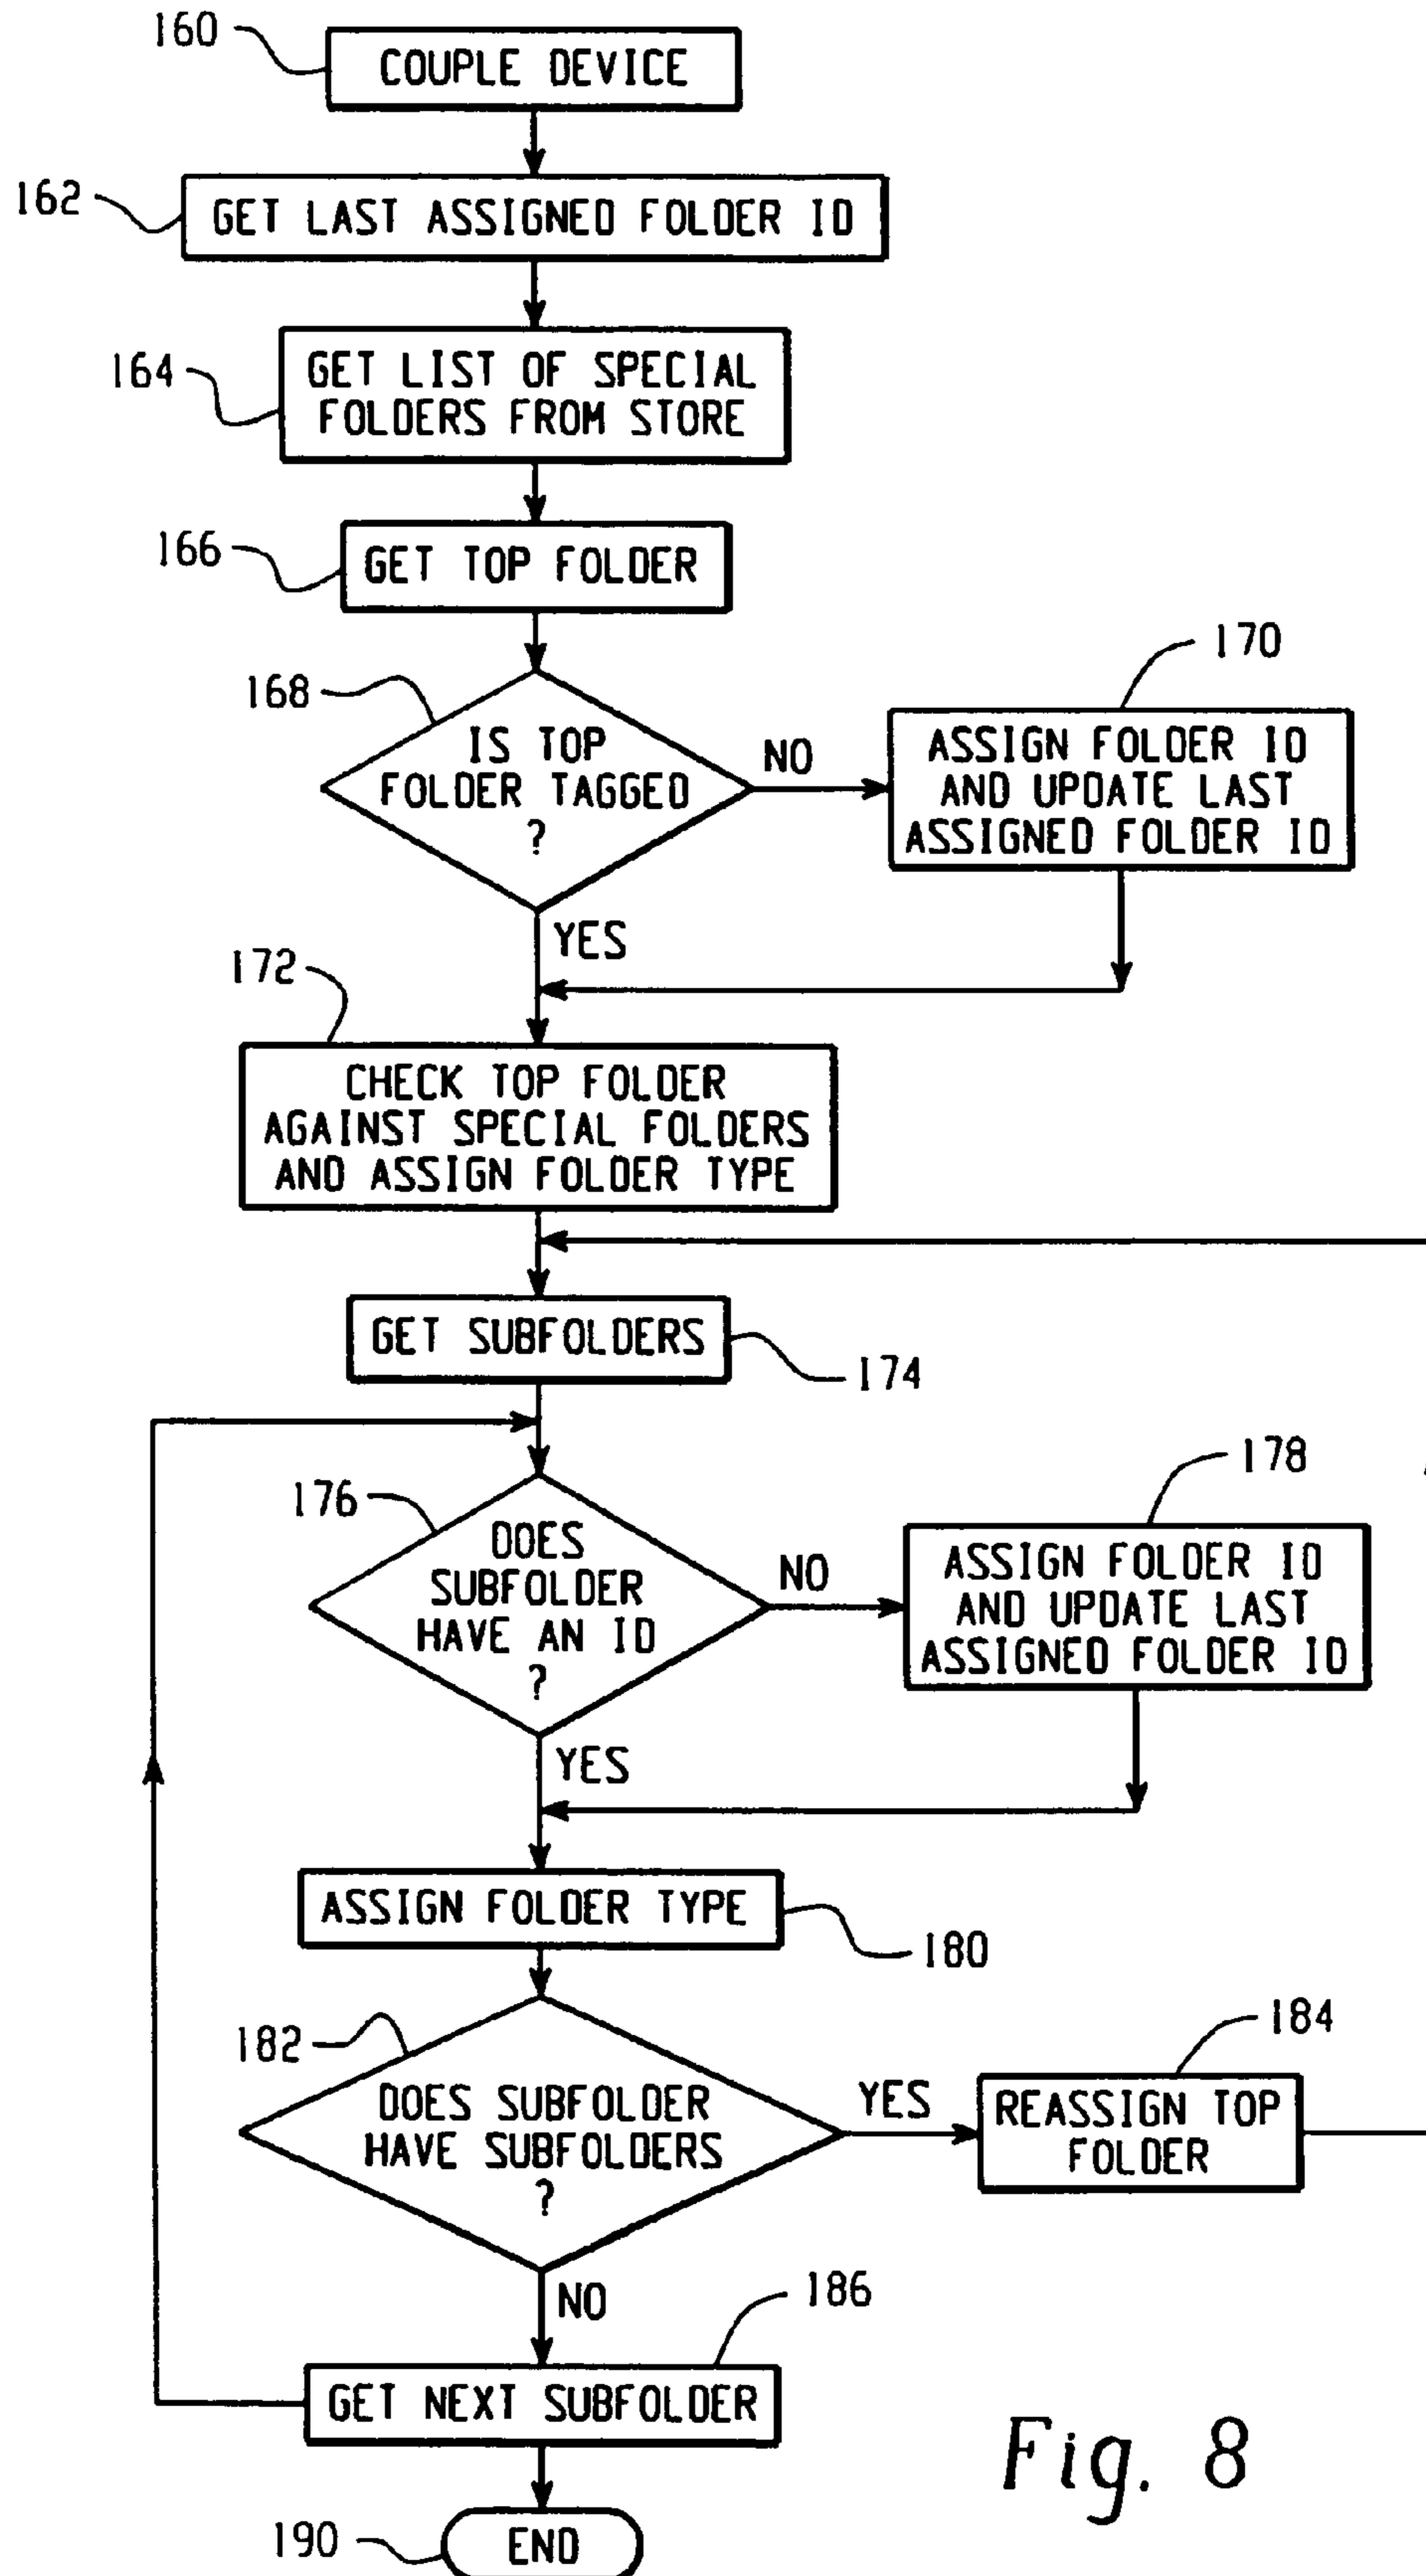 160
COUPLE DEVICE
162
GET LAST ASSIGNED FOLDER ID
164
GET LIST OF SPECIAL
FOLDERS FROM STORE
166
GET TOP FOLDER
168
IS TOP
FOLDER TAGGED
?
NO
170
ASSIGN FOLDER ID
AND UPDATE LAST
ASSIGNED FOLDER ID
YES
172
CHECK TOP FOLDER
AGAINST SPECIAL FOLDERS
AND ASSIGN FOLDER TYPE
GET SUBFOLDERS
174
176
DOES
SUBFOLDER
HAVE AN ID
?
NO
178
ASSIGN FOLDER ID
AND UPDATE LAST
ASSIGNED FOLDER ID
YES
ASSIGN FOLDER TYPE
180
182
DOES SUBFOLDER
HAVE SUBFOLDERS
?
YES
184
REASSIGN TOP
FOLDER
NO
186
GET NEXT SUBFOLDER
190
END
Fig. 8